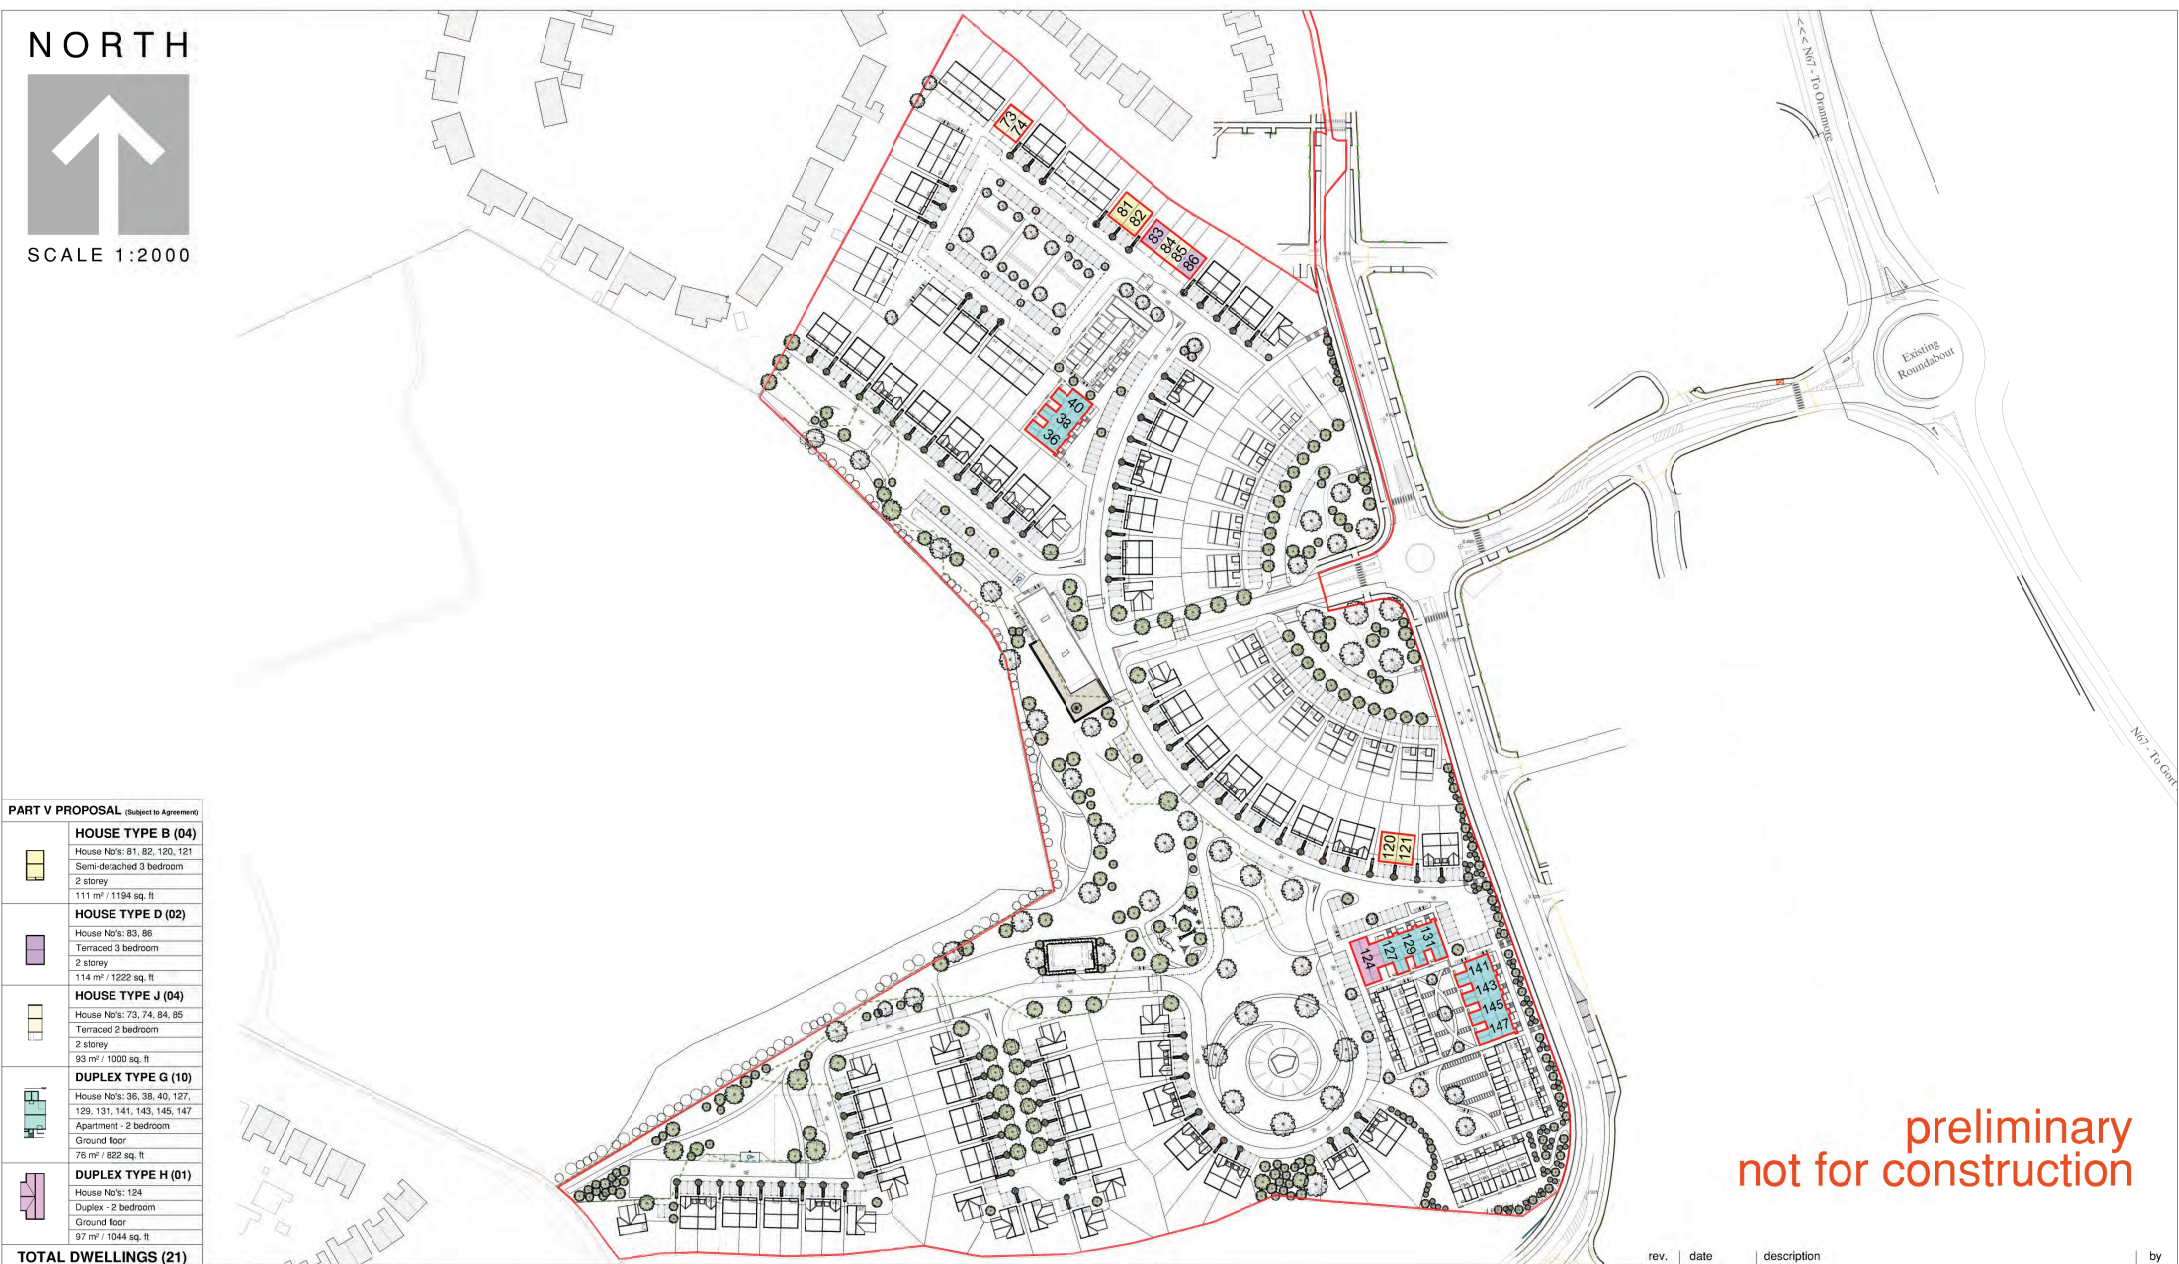 NORTH
SCALE 1:2000
<<< N67 - To Oranmore
Existing
Roundabout
N67 - To Gort
73
74
81
82
83
84
85
86
40
38
36
120
121
124
127
129
131
141
143
145
147
PART V PROPOSAL (Subject to Agreement)
HOUSE TYPE B (04)
House No's: 81, 82, 120, 121
Semi-detached 3 bedroom
2 storey
111 m² / 1194 sq. ft
HOUSE TYPE D (02)
House No's: 83, 86
Terraced 3 bedroom
2 storey
114 m² / 1222 sq. ft
HOUSE TYPE J (04)
House No's: 73, 74, 84, 85
Terraced 2 bedroom
2 storey
93 m² / 1000 sq. ft
DUPLEX TYPE G (10)
House No's: 36, 38, 40, 127,
129, 131, 141, 143, 145, 147
Apartment - 2 bedroom
Ground floor
76 m² / 822 sq. ft
DUPLEX TYPE H (01)
House No's: 124
Duplex - 2 bedroom
Ground floor
97 m² / 1044 sq. ft
TOTAL DWELLINGS (21)
preliminary
not for construction
rev. date description by